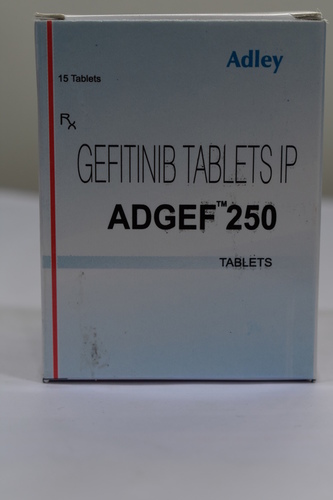 Adley
15 Tablets
Rx
GEFITINIB TABLETS IP
ADGEF™ 250
TABLETS